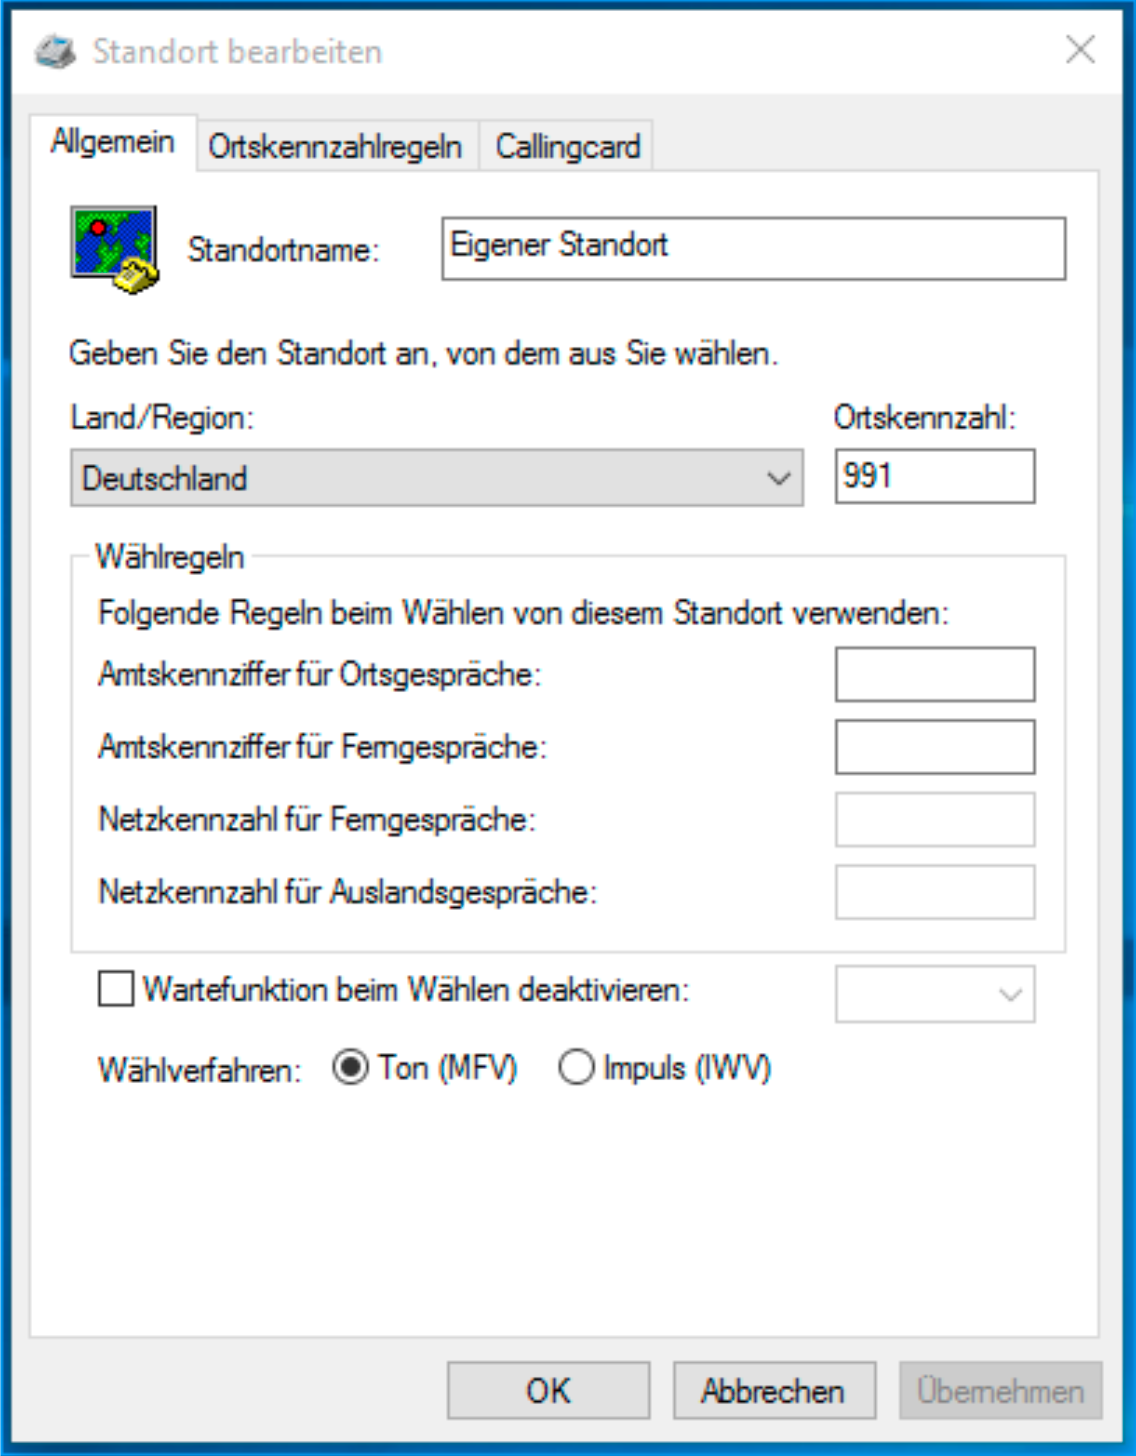 Standort bearbeiten
Allgemein
Ortskennzahlregeln
Callingcard
Standortname:
Eigener Standort
Geben Sie den Standort an, von dem aus Sie wählen.
Land/Region:
Ortskennzahl:
Deutschland
991
Wählregeln
Folgende Regeln beim Wählen von diesem Standort verwenden:
Amtskennziffer für Ortsgespräche:
Amtskennziffer für Ferngespräche:
Netzkennzahl für Ferngespräche:
Netzkennzahl für Auslandsgespräche:
Wartefunktion beim Wählen deaktivieren:
Wählverfahren:
Ton (MFV)
Impuls (IWV)
OK
Abbrechen
Übernehmen